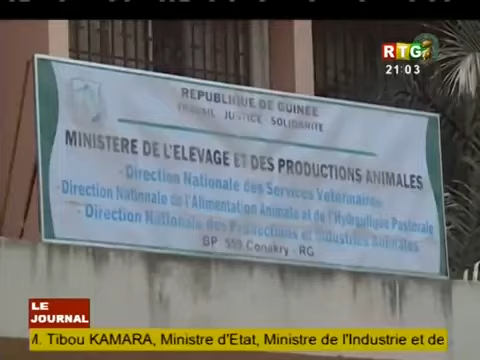 RTG
21:03
REPUBLIQUE DE GUINEE
TRAVAIL - JUSTICE - SOLIDARITE
MINISTERE DE L'ELEVAGE ET DES PRODUCTIONS ANIMALES
- Direction Nationale des Services Veterinaires
- Direction Nationale de l'Alimentation Animale et de l'Hydraulique Pastorale
- Direction Nationale des Productions et Industries Animales
BP 559 Conakry - RG
LE
JOURNAL
M. Tibou KAMARA, Ministre d'Etat, Ministre de l'Industrie et de